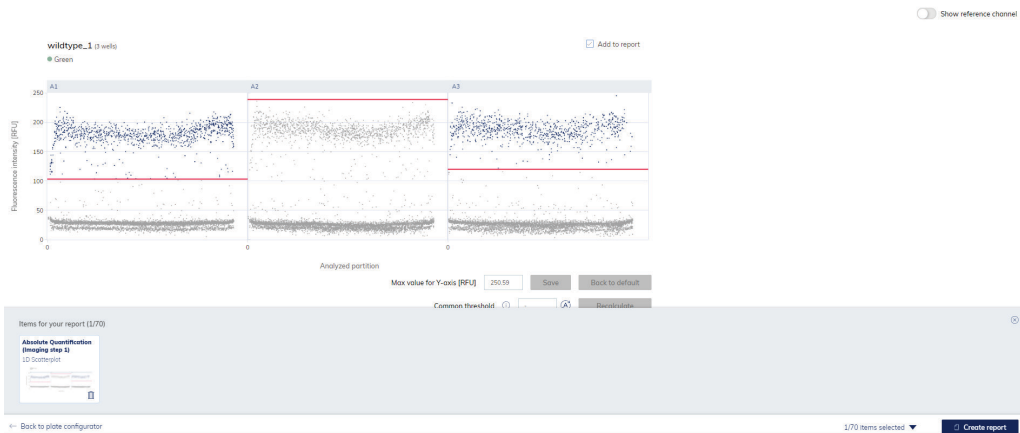 Show reference channel
wildtype_1 (3 wells)
Add to report
Green
A1 A2 A3
250
200
150
100
50
0
0 0 0
Fluorescence intensity [RFU]
Analyzed partition
Max value for Y-axis [RFU] 250.59 Save Back to default
Common threshold - A Recalculate
Items for your report (1/70)
Absolute Quantification
(Imaging step 1)
1D Scatterplot
← Back to plate configurator
1/70 items selected ▼ Create report